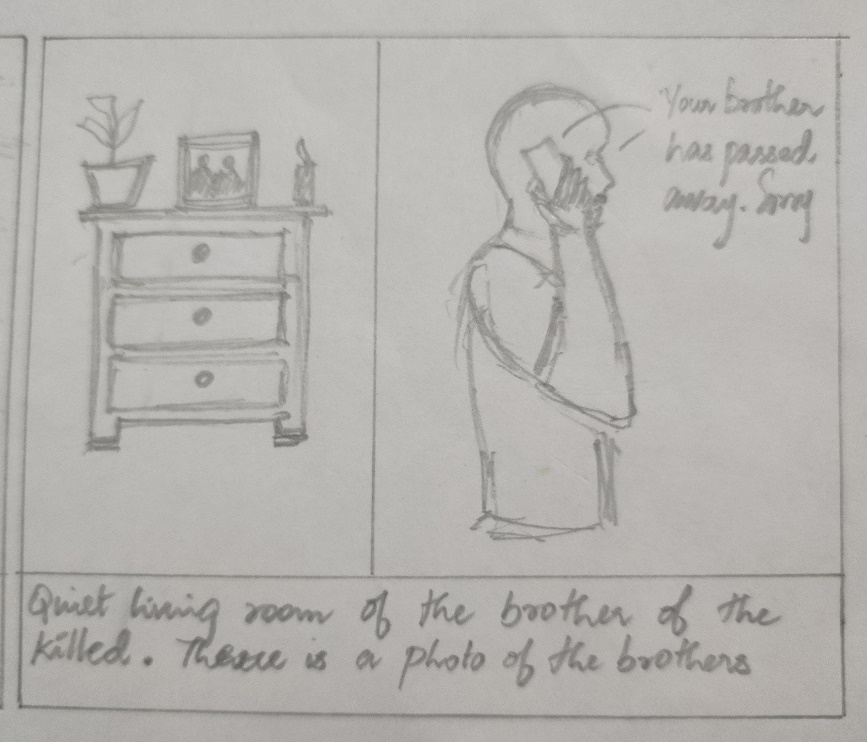 Your brother
has passed
away. Sorry
Quiet living room of the brother of the
killed. There is a photo of the brothers